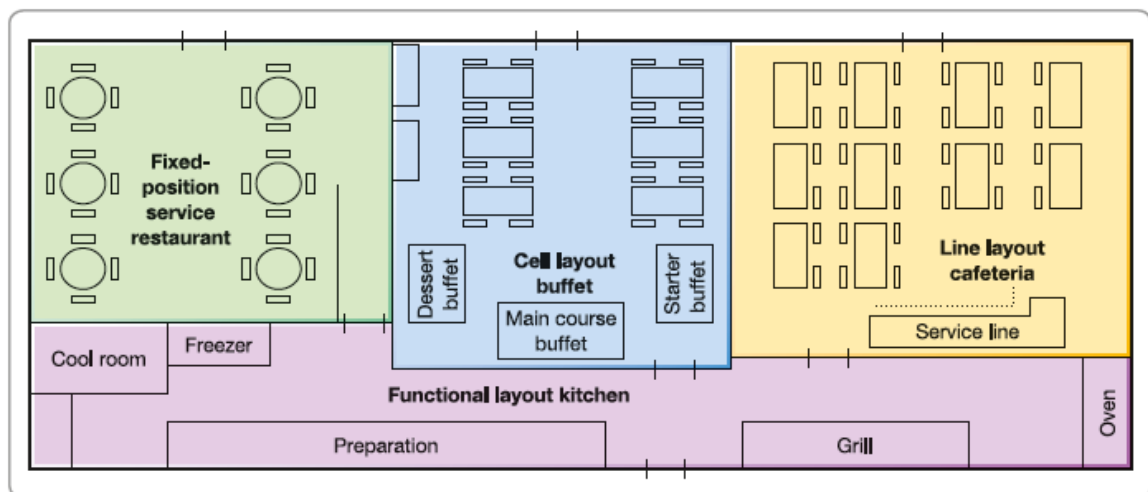 Fixed-
position
service
restaurant
Cell layout
buffet
Dessert
buffet
Main course
buffet
Starter
buffet
Line layout
cafeteria
Service line
Cool room
Freezer
Functional layout kitchen
Preparation
Grill
Oven